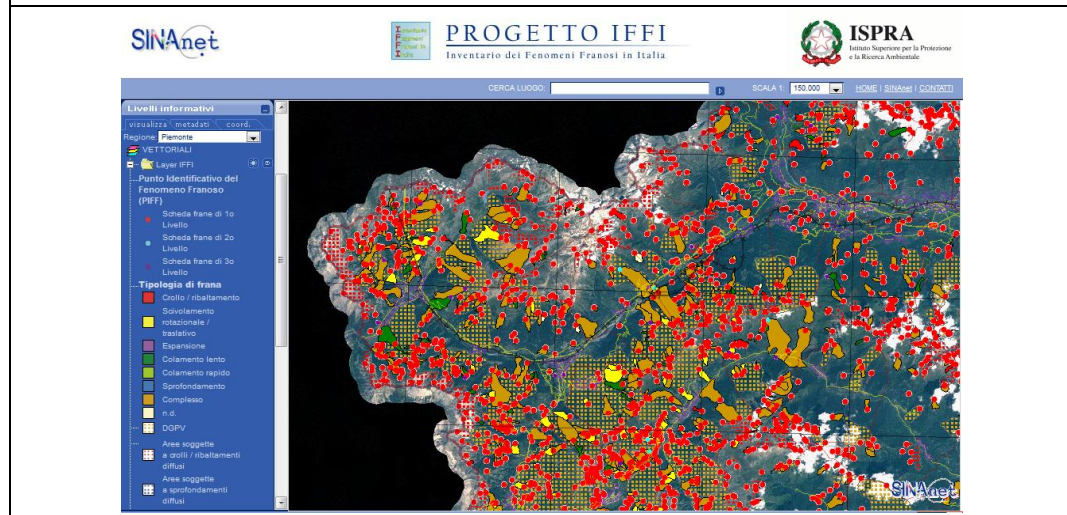 SINAnet
PROGETTO IFFI
Inventario dei Fenomeni Franosi in Italia
ISPRA
Istituto Superiore per la Protezione
e la Ricerca Ambientale
CERCA LUOGO:
SCALA 1: 150.000
HOME | SINAnet | CONTATTI
Livelli informativi
visualizza metadati coord.
Regione: Piemonte
VETTORIALI
Layer IFFI
Punto Identificativo del
Fenomeno Franoso
(PIFF)
Scheda frane di 1o
Livello
Scheda frane di 2o
Livello
Scheda frane di 3o
Livello
Tipologia di frana
Crollo / ribaltamento
Scivolamento
rotazionale /
traslativo
Espansione
Colamento lento
Colamento rapido
Sprofondamento
Complesso
n.d.
DGPV
Aree soggette
a crolli / ribaltamenti
diffusi
Aree soggette
a sprofondamenti
diffusi
SINAnet